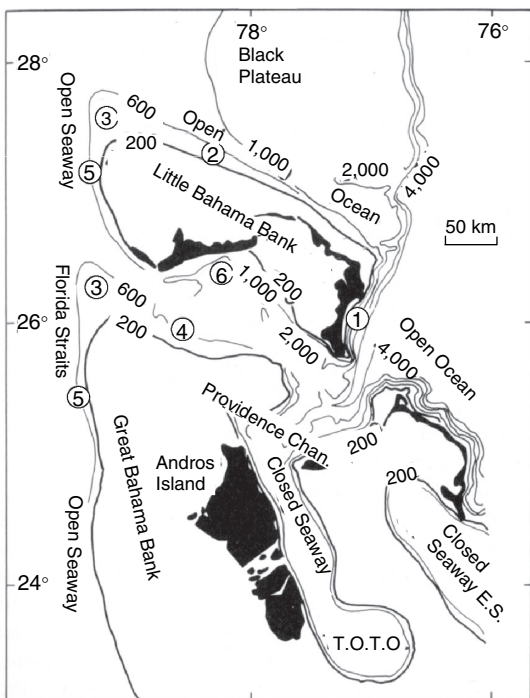 78
76
28°
Black
Plateau
Open Seaway
600
Open
3
200
2
1,000
5
2,000
4,000
Ocean
Little Bahama Bank
50 km
6
1,000
200
Florida Straits
3
600
26°
200
4
1
2,000
Open Ocean
4,000
5
Providence Chan.
200
Great Bahama Bank
Andros
Island
Closed Seaway
200
Open Seaway
Closed
Seaway E.S.
24°
T.O.T.O